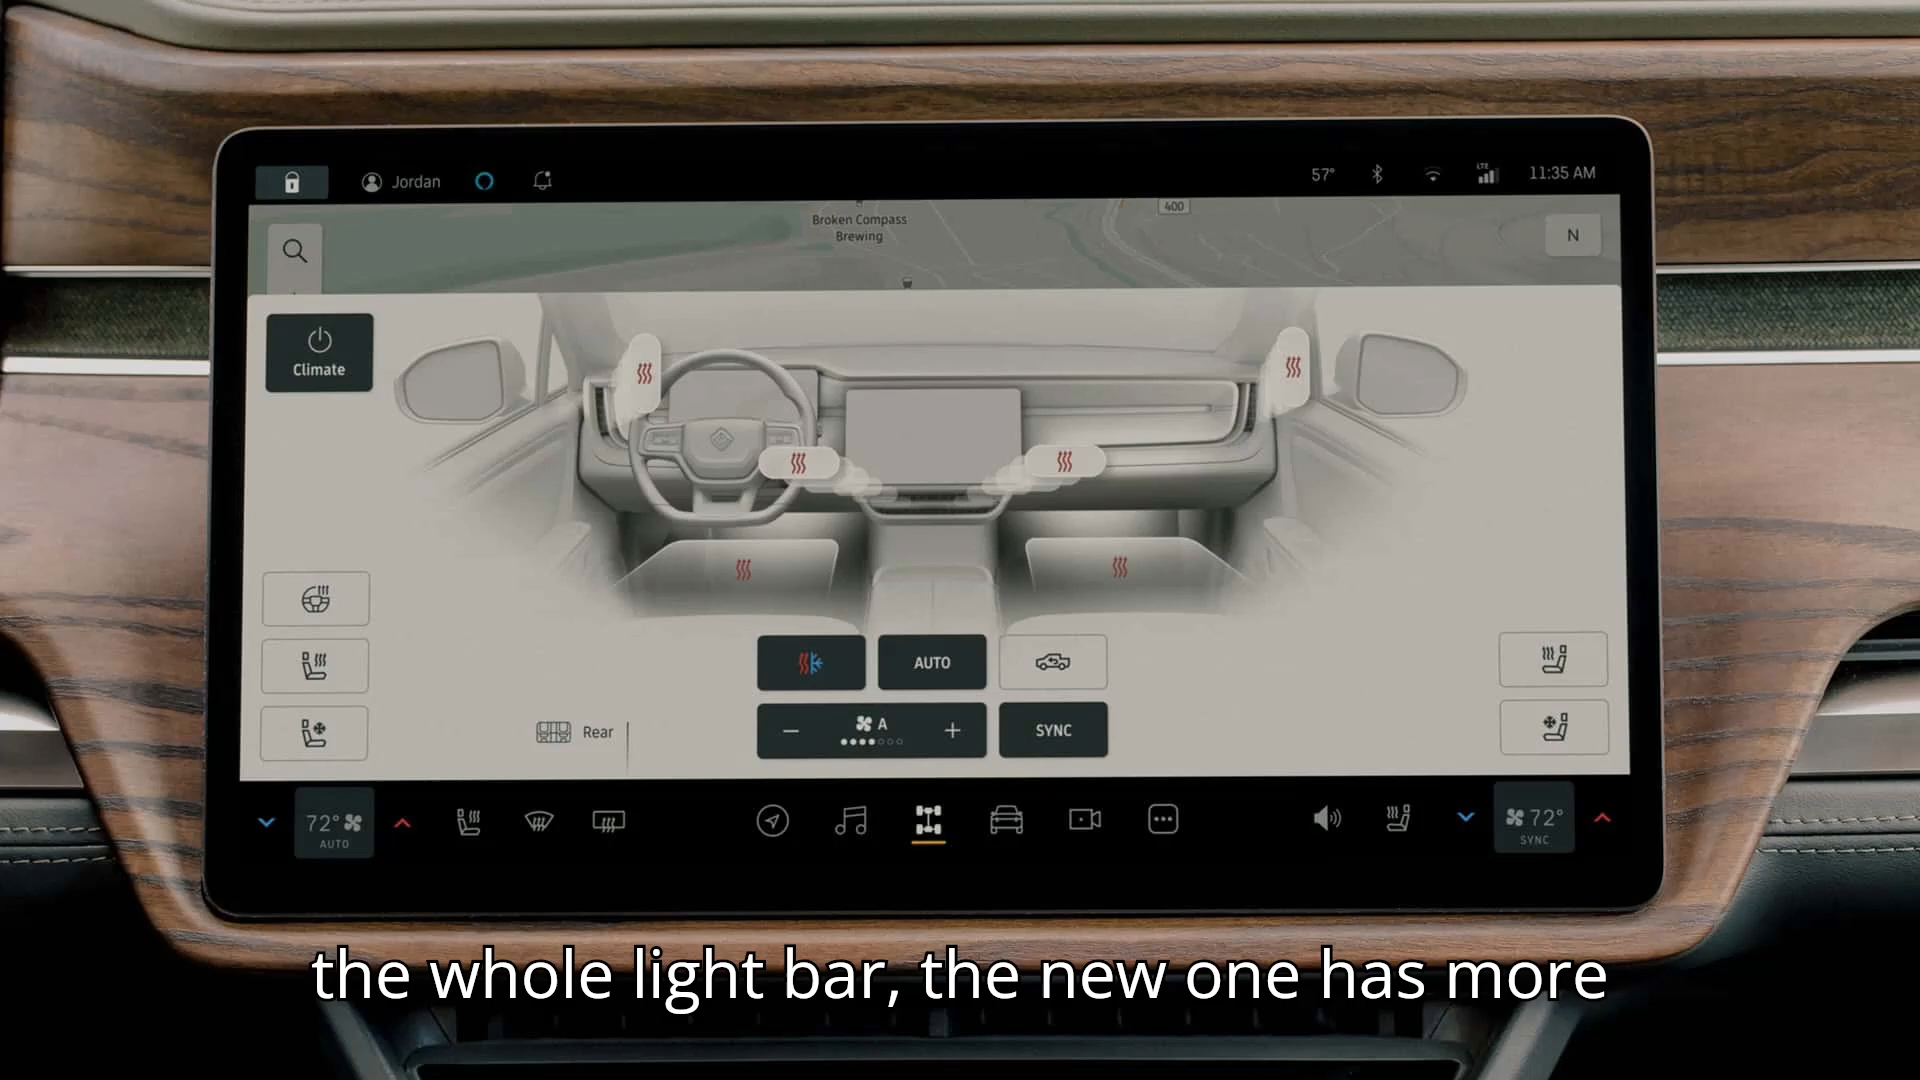 Jordan
57°
LTE
11:35 AM
Broken Compass
Brewing
400
N
Climate
AUTO
A
Rear
SYNC
72°
AUTO
72°
SYNC
the whole light bar, the new one has more